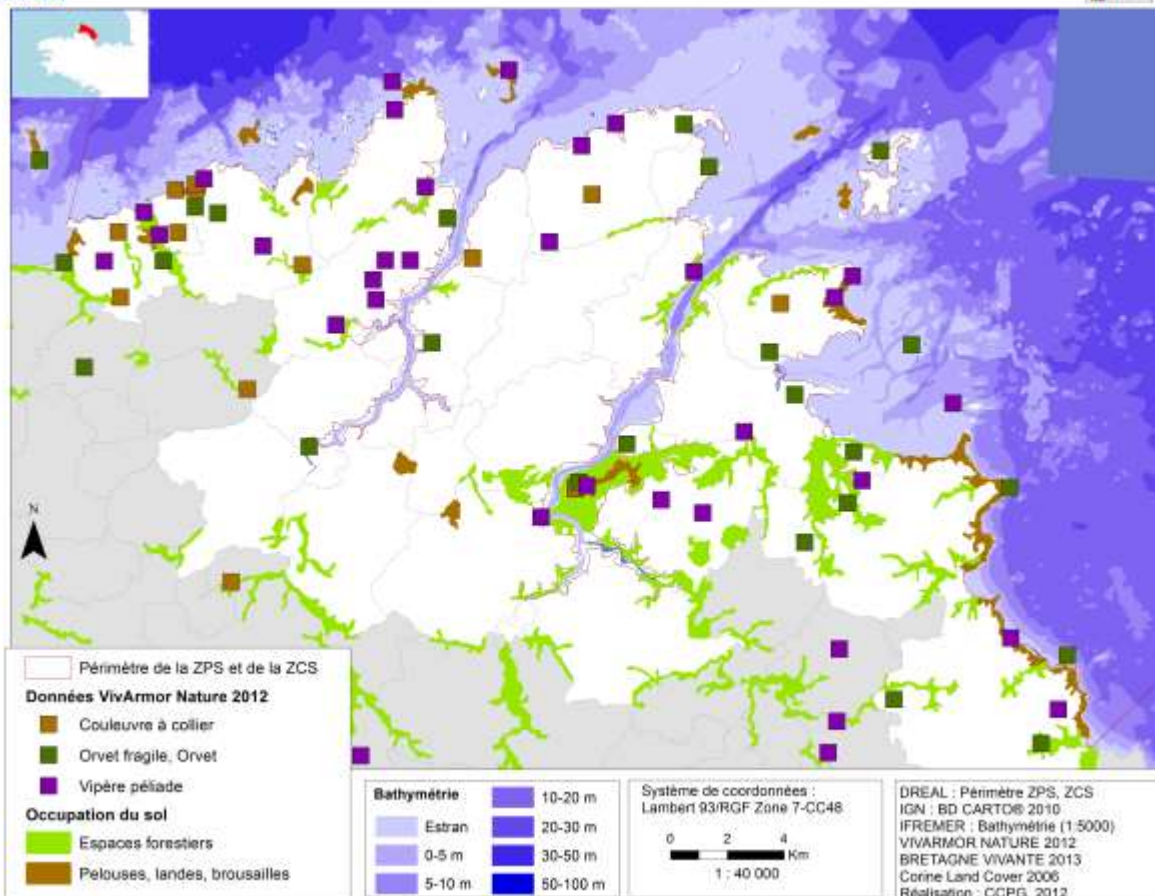 N
Périmètre de la ZPS et de la ZCS
Données VivArmor Nature 2012
Couleuvre à collier
Orvet fragile, Orvet
Vipère péliade
Occupation du sol
Espaces forestiers
Pelouses, landes, brousailles
Bathymétrie
Estran
0-5 m
5-10 m
10-20 m
20-30 m
30-50 m
50-100 m
Système de coordonnées :
Lambert 93/RGF Zone 7-CC48
0 2 4
Km
1 : 40 000
DREAL : Périmètre ZPS, ZCS
IGN : BD CARTO® 2010
IFREMER : Bathymétrie (1:5000)
VIVARMOR NATURE 2012
BRETAGNE VIVANTE 2013
Corine Land Cover 2006
Réalisation : CCPG, 2012